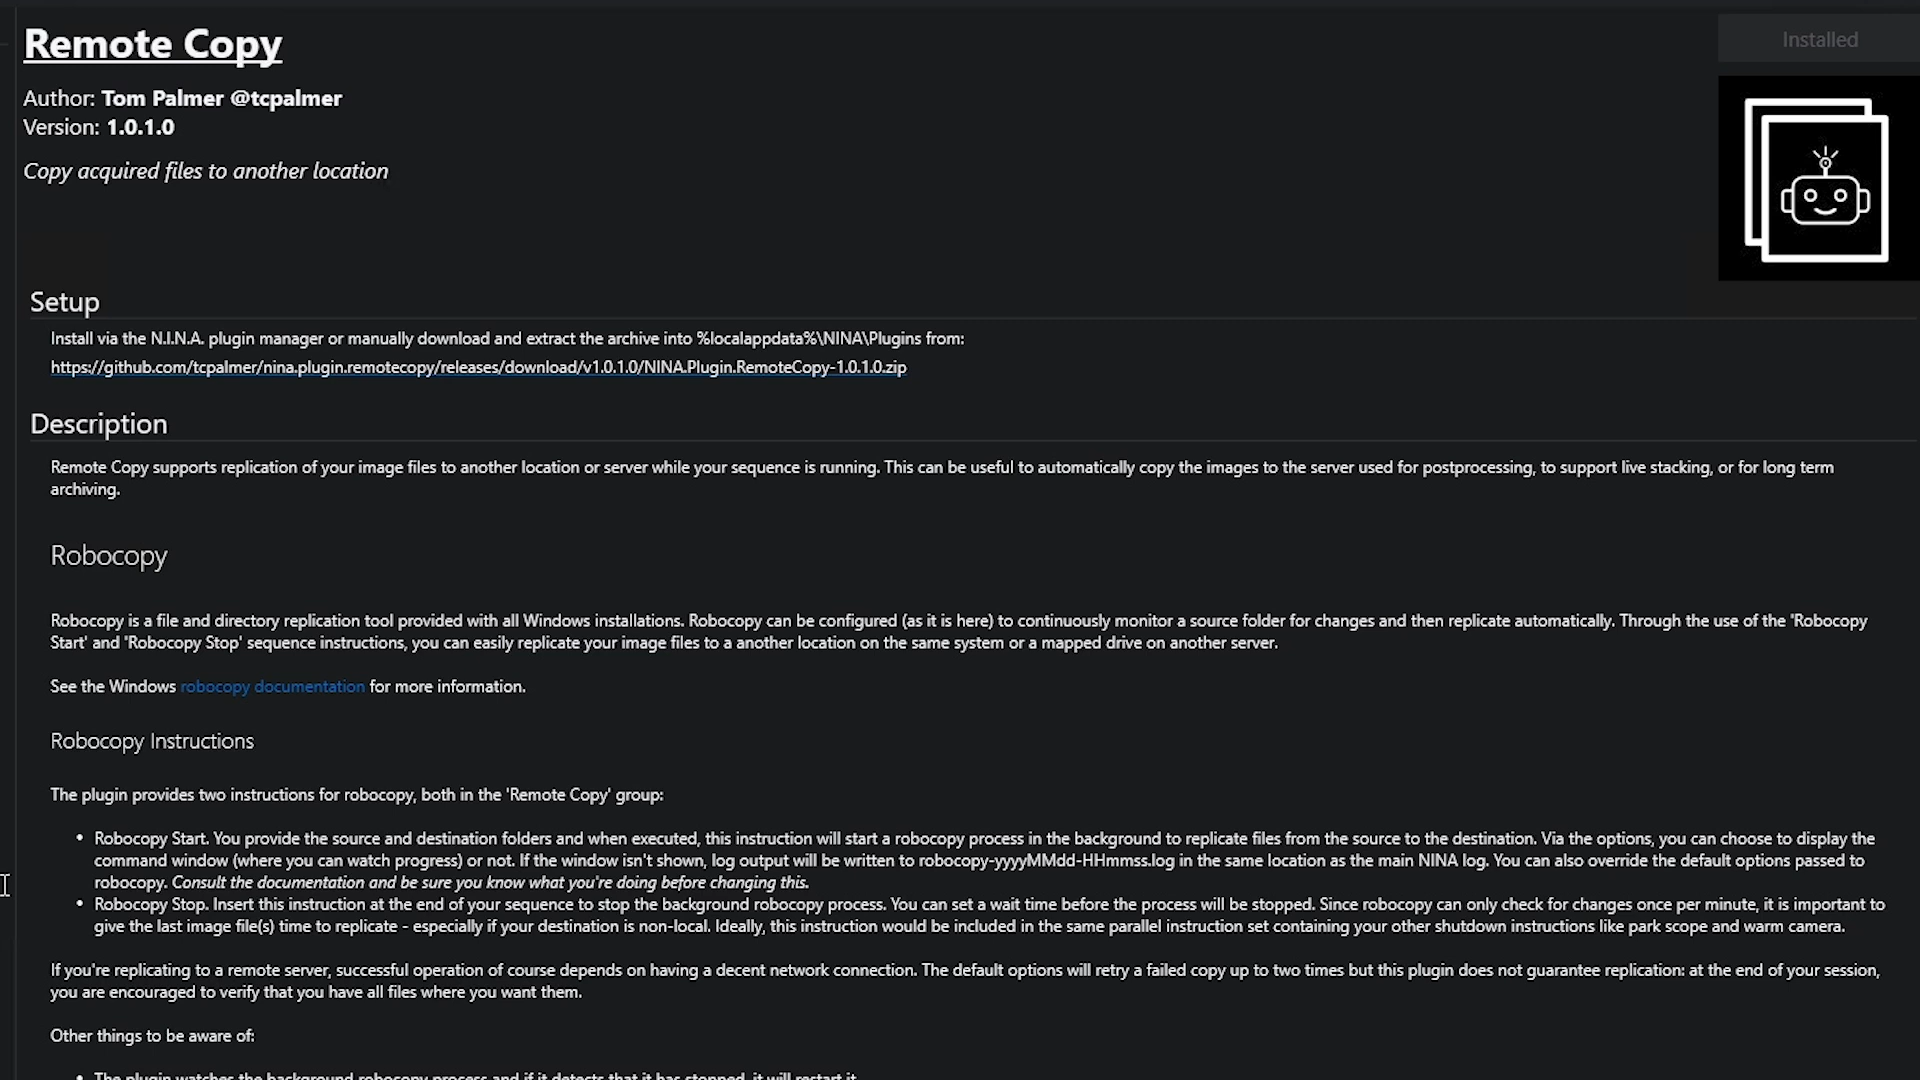 Remote Copy
Installed
Author: Tom Palmer @tcpalmer
Version: 1.0.1.0
Copy acquired files to another location
Setup
Install via the N.I.N.A. plugin manager or manually download and extract the archive into %localappdata%\NINA\Plugins from:
https://github.com/tcpalmer/nina.plugin.remotecopy/releases/download/v1.0.1.0/NINA.Plugin.RemoteCopy-1.0.1.0.zip
Description
Remote Copy supports replication of your image files to another location or server while your sequence is running. This can be useful to automatically copy the images to the server used for postprocessing, to support live stacking, or for long term
archiving.
Robocopy
Robocopy is a file and directory replication tool provided with all Windows installations. Robocopy can be configured (as it is here) to continuously monitor a source folder for changes and then replicate automatically. Through the use of the 'Robocopy
Start' and 'Robocopy Stop' sequence instructions, you can easily replicate your image files to a another location on the same system or a mapped drive on another server.
See the Windows robocopy documentation for more information.
Robocopy Instructions
The plugin provides two instructions for robocopy, both in the 'Remote Copy' group:
• Robocopy Start. You provide the source and destination folders and when executed, this instruction will start a robocopy process in the background to replicate files from the source to the destination. Via the options, you can choose to display the
command window (where you can watch progress) or not. If the window isn't shown, log output will be written to robocopy-yyyyMMdd-HHmmss.log in the same location as the main NINA log. You can also override the default options passed to
robocopy. Consult the documentation and be sure you know what you're doing before changing this.
• Robocopy Stop. Insert this instruction at the end of your sequence to stop the background robocopy process. You can set a wait time before the process will be stopped. Since robocopy can only check for changes once per minute, it is important to
give the last image file(s) time to replicate - especially if your destination is non-local. Ideally, this instruction would be included in the same parallel instruction set containing your other shutdown instructions like park scope and warm camera.
If you're replicating to a remote server, successful operation of course depends on having a decent network connection. The default options will retry a failed copy up to two times but this plugin does not guarantee replication: at the end of your session,
you are encouraged to verify that you have all files where you want them.
Other things to be aware of:
• The plugin watches the background robocopy process and if it detects that it has stopped, it will restart it